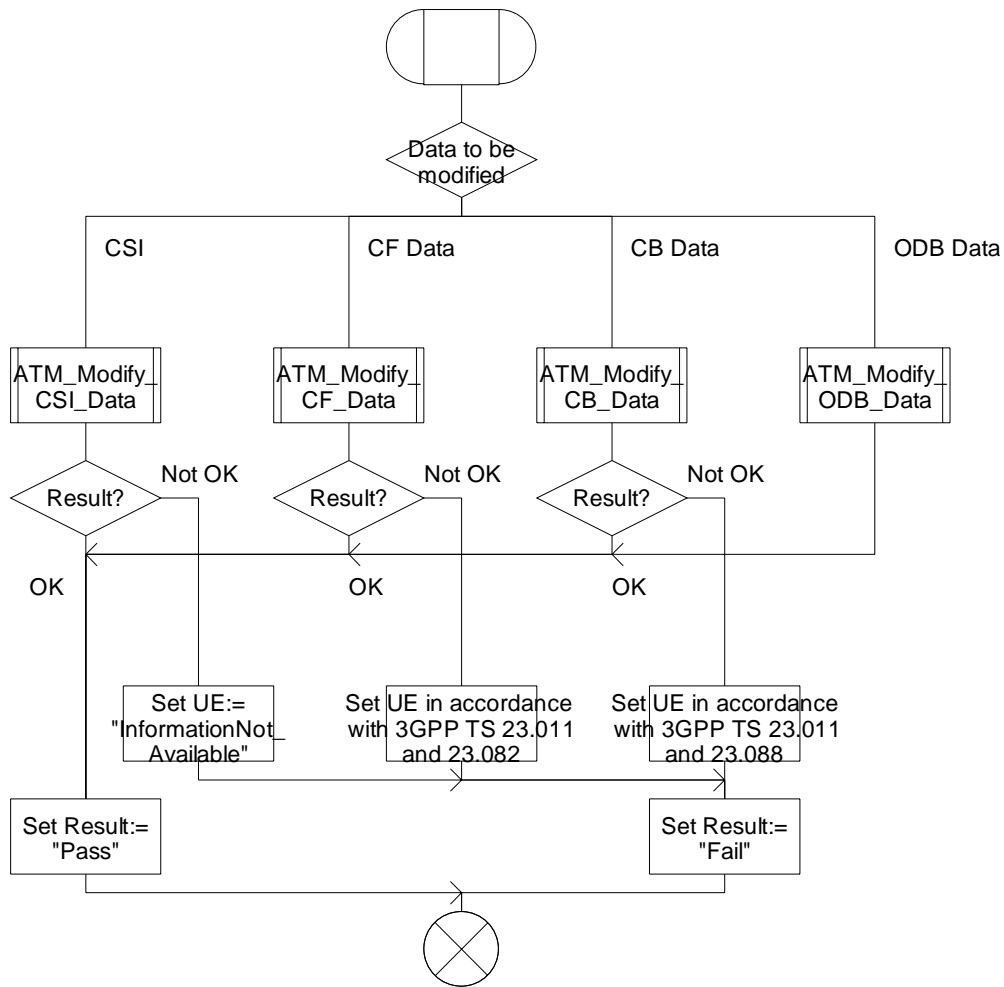 Data to be
modified
CSI
CF Data
CB Data
ODB Data
ATM_Modify_
CSI_Data
ATM_Modify_
CF_Data
ATM_Modify_
CB_Data
ATM_Modify_
ODB_Data
Result?
Not OK
Result?
Not OK
Result?
Not OK
OK
OK
OK
Set UE:=
"InformationNot_
Available"
Set UE in accordance
with 3GPP TS 23.011
and 23.082
Set UE in accordance
with 3GPP TS 23.011
and 23.088
Set Result:=
"Pass"
Set Result:=
"Fail"